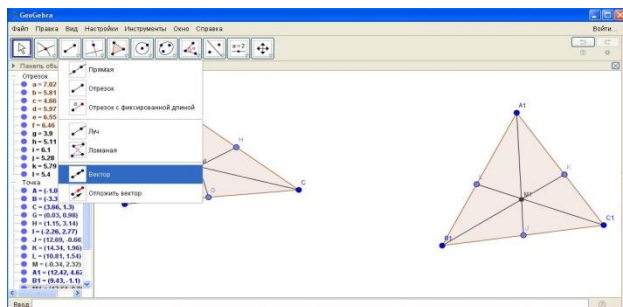 GeoGebra
Файл Правка Вид Настройки Инструменты Окно Справка
Войти...
a=2
Панель объ
Отрезок
a = 7.02
b = 5.81
c = 4.66
d = 5.97
e = 6.55
f = 6.46
g = 3.9
h = 5.11
i = 6.1
j = 5.28
k = 5.79
l = 5.4
Точка
A = (-1.0
B = (-3.3
C = (3.66, 1.3)
G = (0.03, 0.98)
H = (1.15, 3.14)
I = (-2.26, 2.77)
J = (12.69, -0.66
K = (14.34, 1.96)
L = (10.81, 1.54)
M = (-0.34, 2.32)
A1 = (12.42, 4.62
B1 = (9.43, -1.1)
Прямая
Отрезок
Отрезок с фиксированной длиной
Луч
Ломаная
Вектор
Отложить вектор
H
C
G
A1
K
L
M1
J
C1
B1
Ввод: